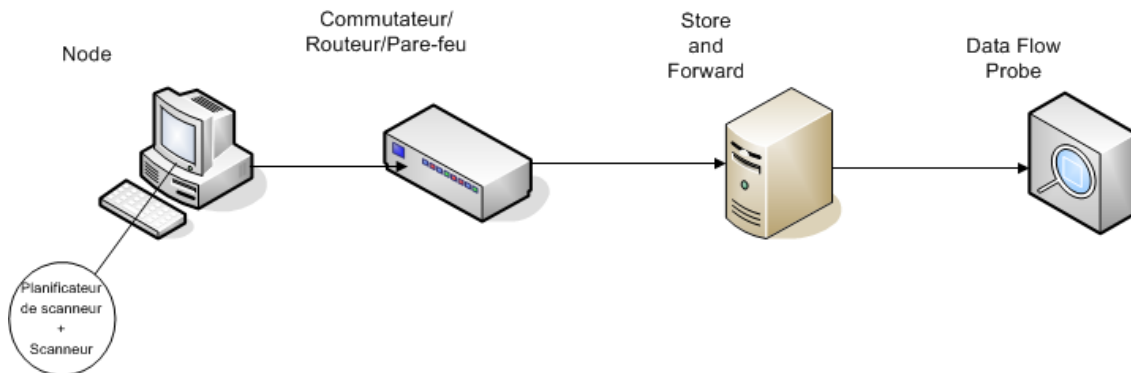 Node
Commutateur/
Routeur/Pare-feu
Store
and
Forward
Data Flow
Probe
Planificateur
de scanneur
+
Scanneur